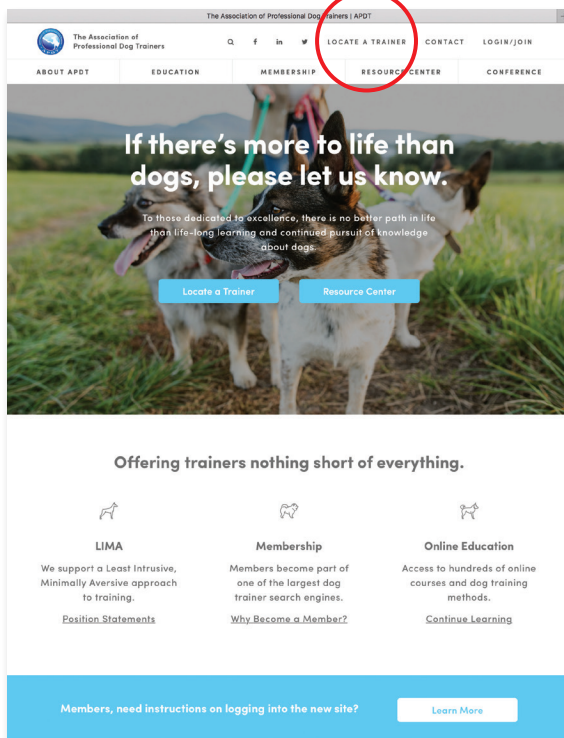 The Association of Professional Dog Trainers | APDT
The Association of
Professional Dog Trainers
LOCATE A TRAINER
CONTACT
LOGIN/JOIN
ABOUT APDT
EDUCATION
MEMBERSHIP
RESOURCE CENTER
CONFERENCE
If there's more to life than
dogs, please let us know.
To those dedicated to excellence, there is no better path in life
than life-long learning and continued pursuit of knowledge
about dogs.
Locate a Trainer
Resource Center
Offering trainers nothing short of everything.
LIMA
We support a Least Intrusive,
Minimally Aversive approach
to training.
Position Statements
Membership
Members become part of
one of the largest dog
trainer search engines.
Why Become a Member?
Online Education
Access to hundreds of online
courses and dog training
methods.
Continue Learning
Members, need instructions on logging into the new site?
Learn More